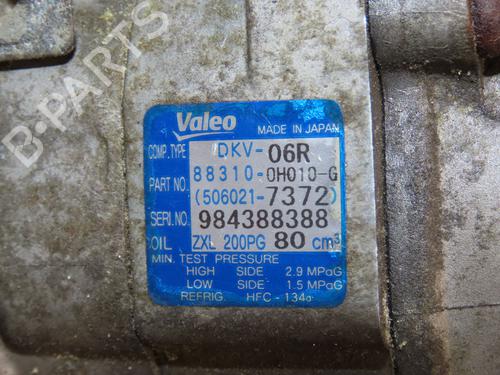 B-PARTS
Valeo MADE IN JAPAN
COMP.TYPE DKV-06R
PART NO. 88310-0H010-G
(506021-7372)
SERI.NO. 984388388
OIL ZXL 200PG 80 cm³
MIN. TEST PRESSURE
HIGH SIDE 2.9 MPaG
LOW SIDE 1.5 MPaG
REFRIG. HFC-134a